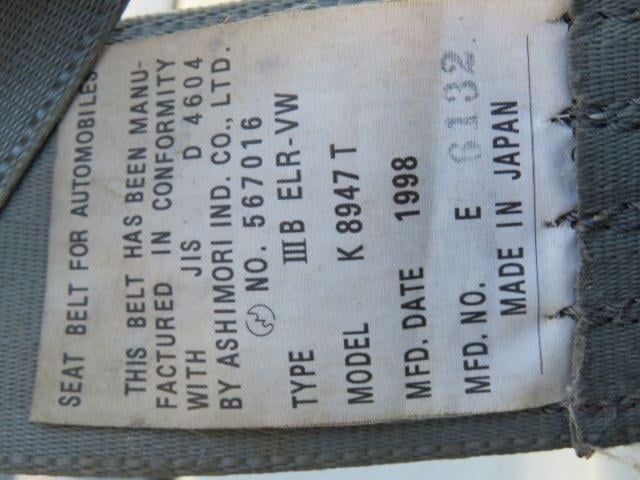 SEAT BELT FOR AUTOMOBILES
THIS BELT HAS BEEN MANU-
FACTURED IN CONFORMITY
WITH JIS D 4604
BY ASHIMORI IND. CO., LTD.
NO. 567016
TYPE IIIB ELR-VW
MODEL K 8947 T
MFD. DATE 1998
MFD. NO. E 6132
MADE IN JAPAN